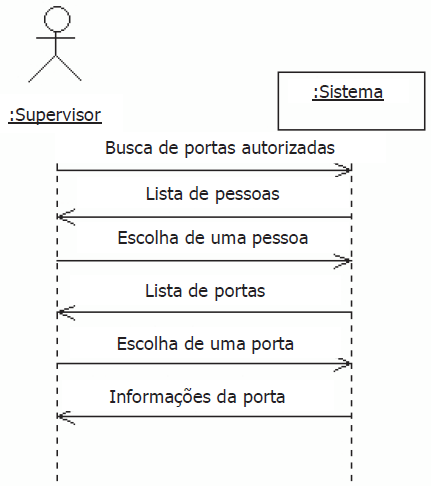 :Supervisor
:Sistema
Busca de portas autorizadas
Lista de pessoas
Escolha de uma pessoa
Lista de portas
Escolha de uma porta
Informações da porta